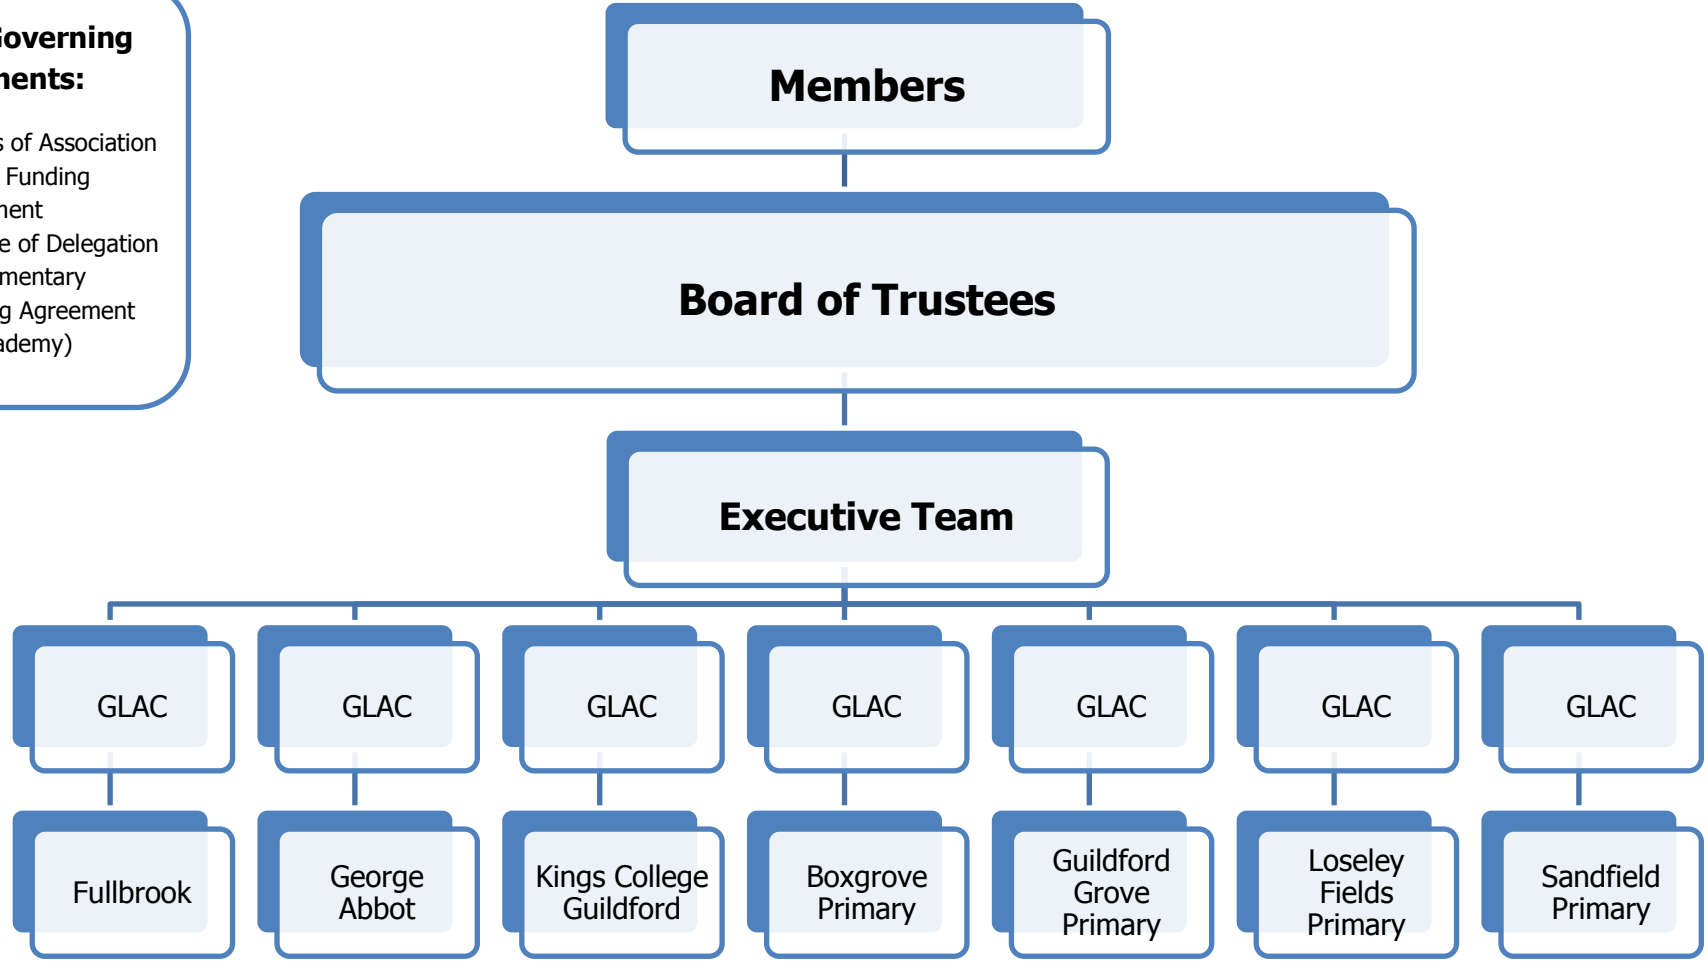 overning
nents:
s of Association
Funding
nent
e of Delegation
mentary
g Agreement
ademy)
Members
Board of Trustees
Executive Team
GLAC
GLAC
GLAC
GLAC
GLAC
GLAC
GLAC
Fullbrook
George
Abbot
Kings College
Guildford
Boxgrove
Primary
Guildford
Grove
Primary
Loseley
Fields
Primary
Sandfield
Primary